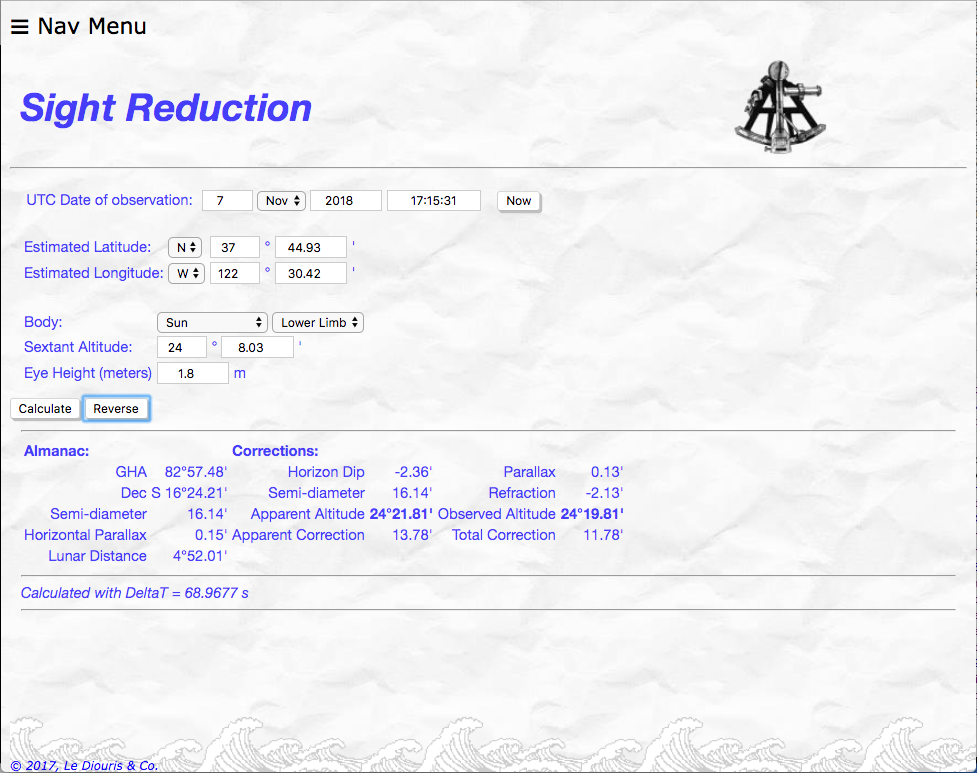 ≡ Nav Menu
Sight Reduction
UTC Date of observation: 7 Nov 2018 17:15:31 Now
Estimated Latitude: N 37 ° 44.93 '
Estimated Longitude: W 122 ° 30.42 '
Body: Sun Lower Limb
Sextant Altitude: 24 ° 8.03 '
Eye Height (meters) 1.8 m
Calculate Reverse
Almanac: Corrections:
GHA 82°57.48' Horizon Dip -2.36' Parallax 0.13'
Dec S 16°24.21' Semi-diameter 16.14' Refraction -2.13'
Semi-diameter 16.14' Apparent Altitude 24°21.81' Observed Altitude 24°19.81'
Horizontal Parallax 0.15' Apparent Correction 13.78' Total Correction 11.78'
Lunar Distance 4°52.01'
Calculated with DeltaT = 68.9677 s
© 2017, Le Diouris & Co.